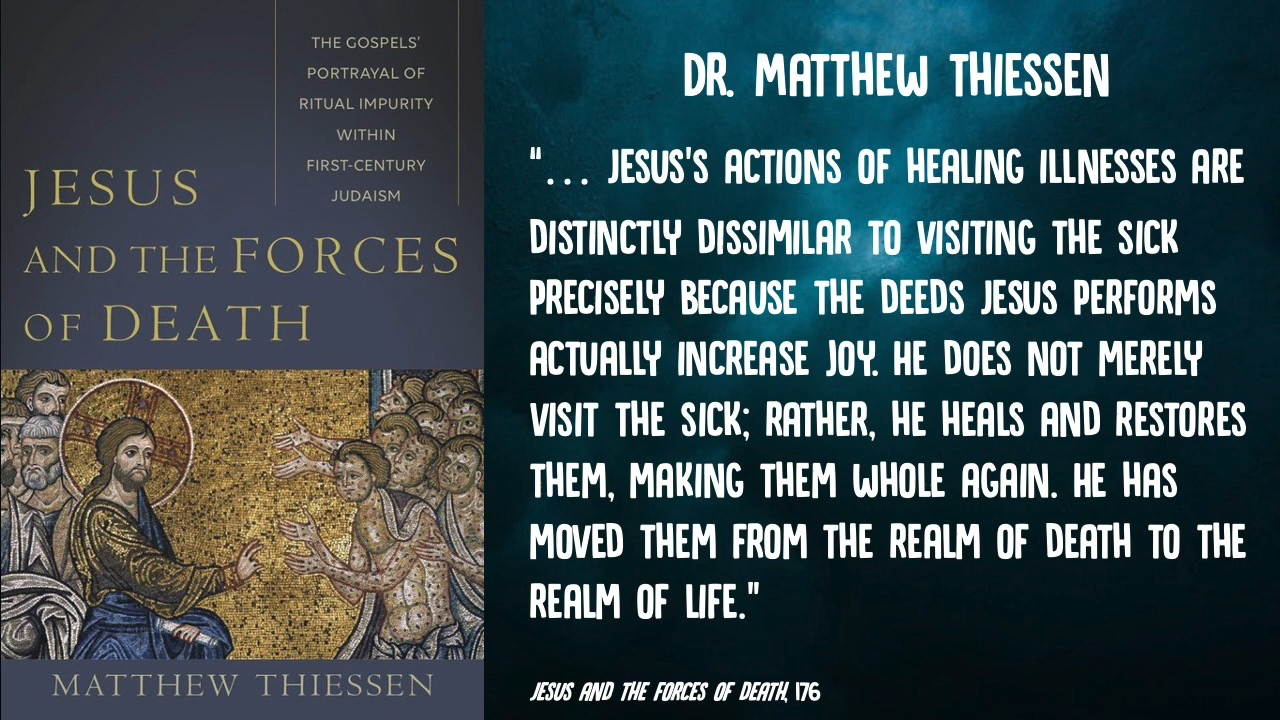 THE GOSPELS'
PORTRAYAL OF
RITUAL IMPURITY
WITHIN
FIRST-CENTURY
JUDAISM
JESUS
AND THE FORCES
OF DEATH
MATTHEW THIESSEN
DR. MATTHEW THIESSEN
"... JESUS'S ACTIONS OF HEALING ILLNESSES ARE
DISTINCTLY DISSIMILAR TO VISITING THE SICK
PRECISELY BECAUSE THE DEEDS JESUS PERFORMS
ACTUALLY INCREASE JOY. HE DOES NOT MERELY
VISIT THE SICK; RATHER, HE HEALS AND RESTORES
THEM, MAKING THEM WHOLE AGAIN. HE HAS
MOVED THEM FROM THE REALM OF DEATH TO THE
REALM OF LIFE."
JESUS AND THE FORCES OF DEATH, 176